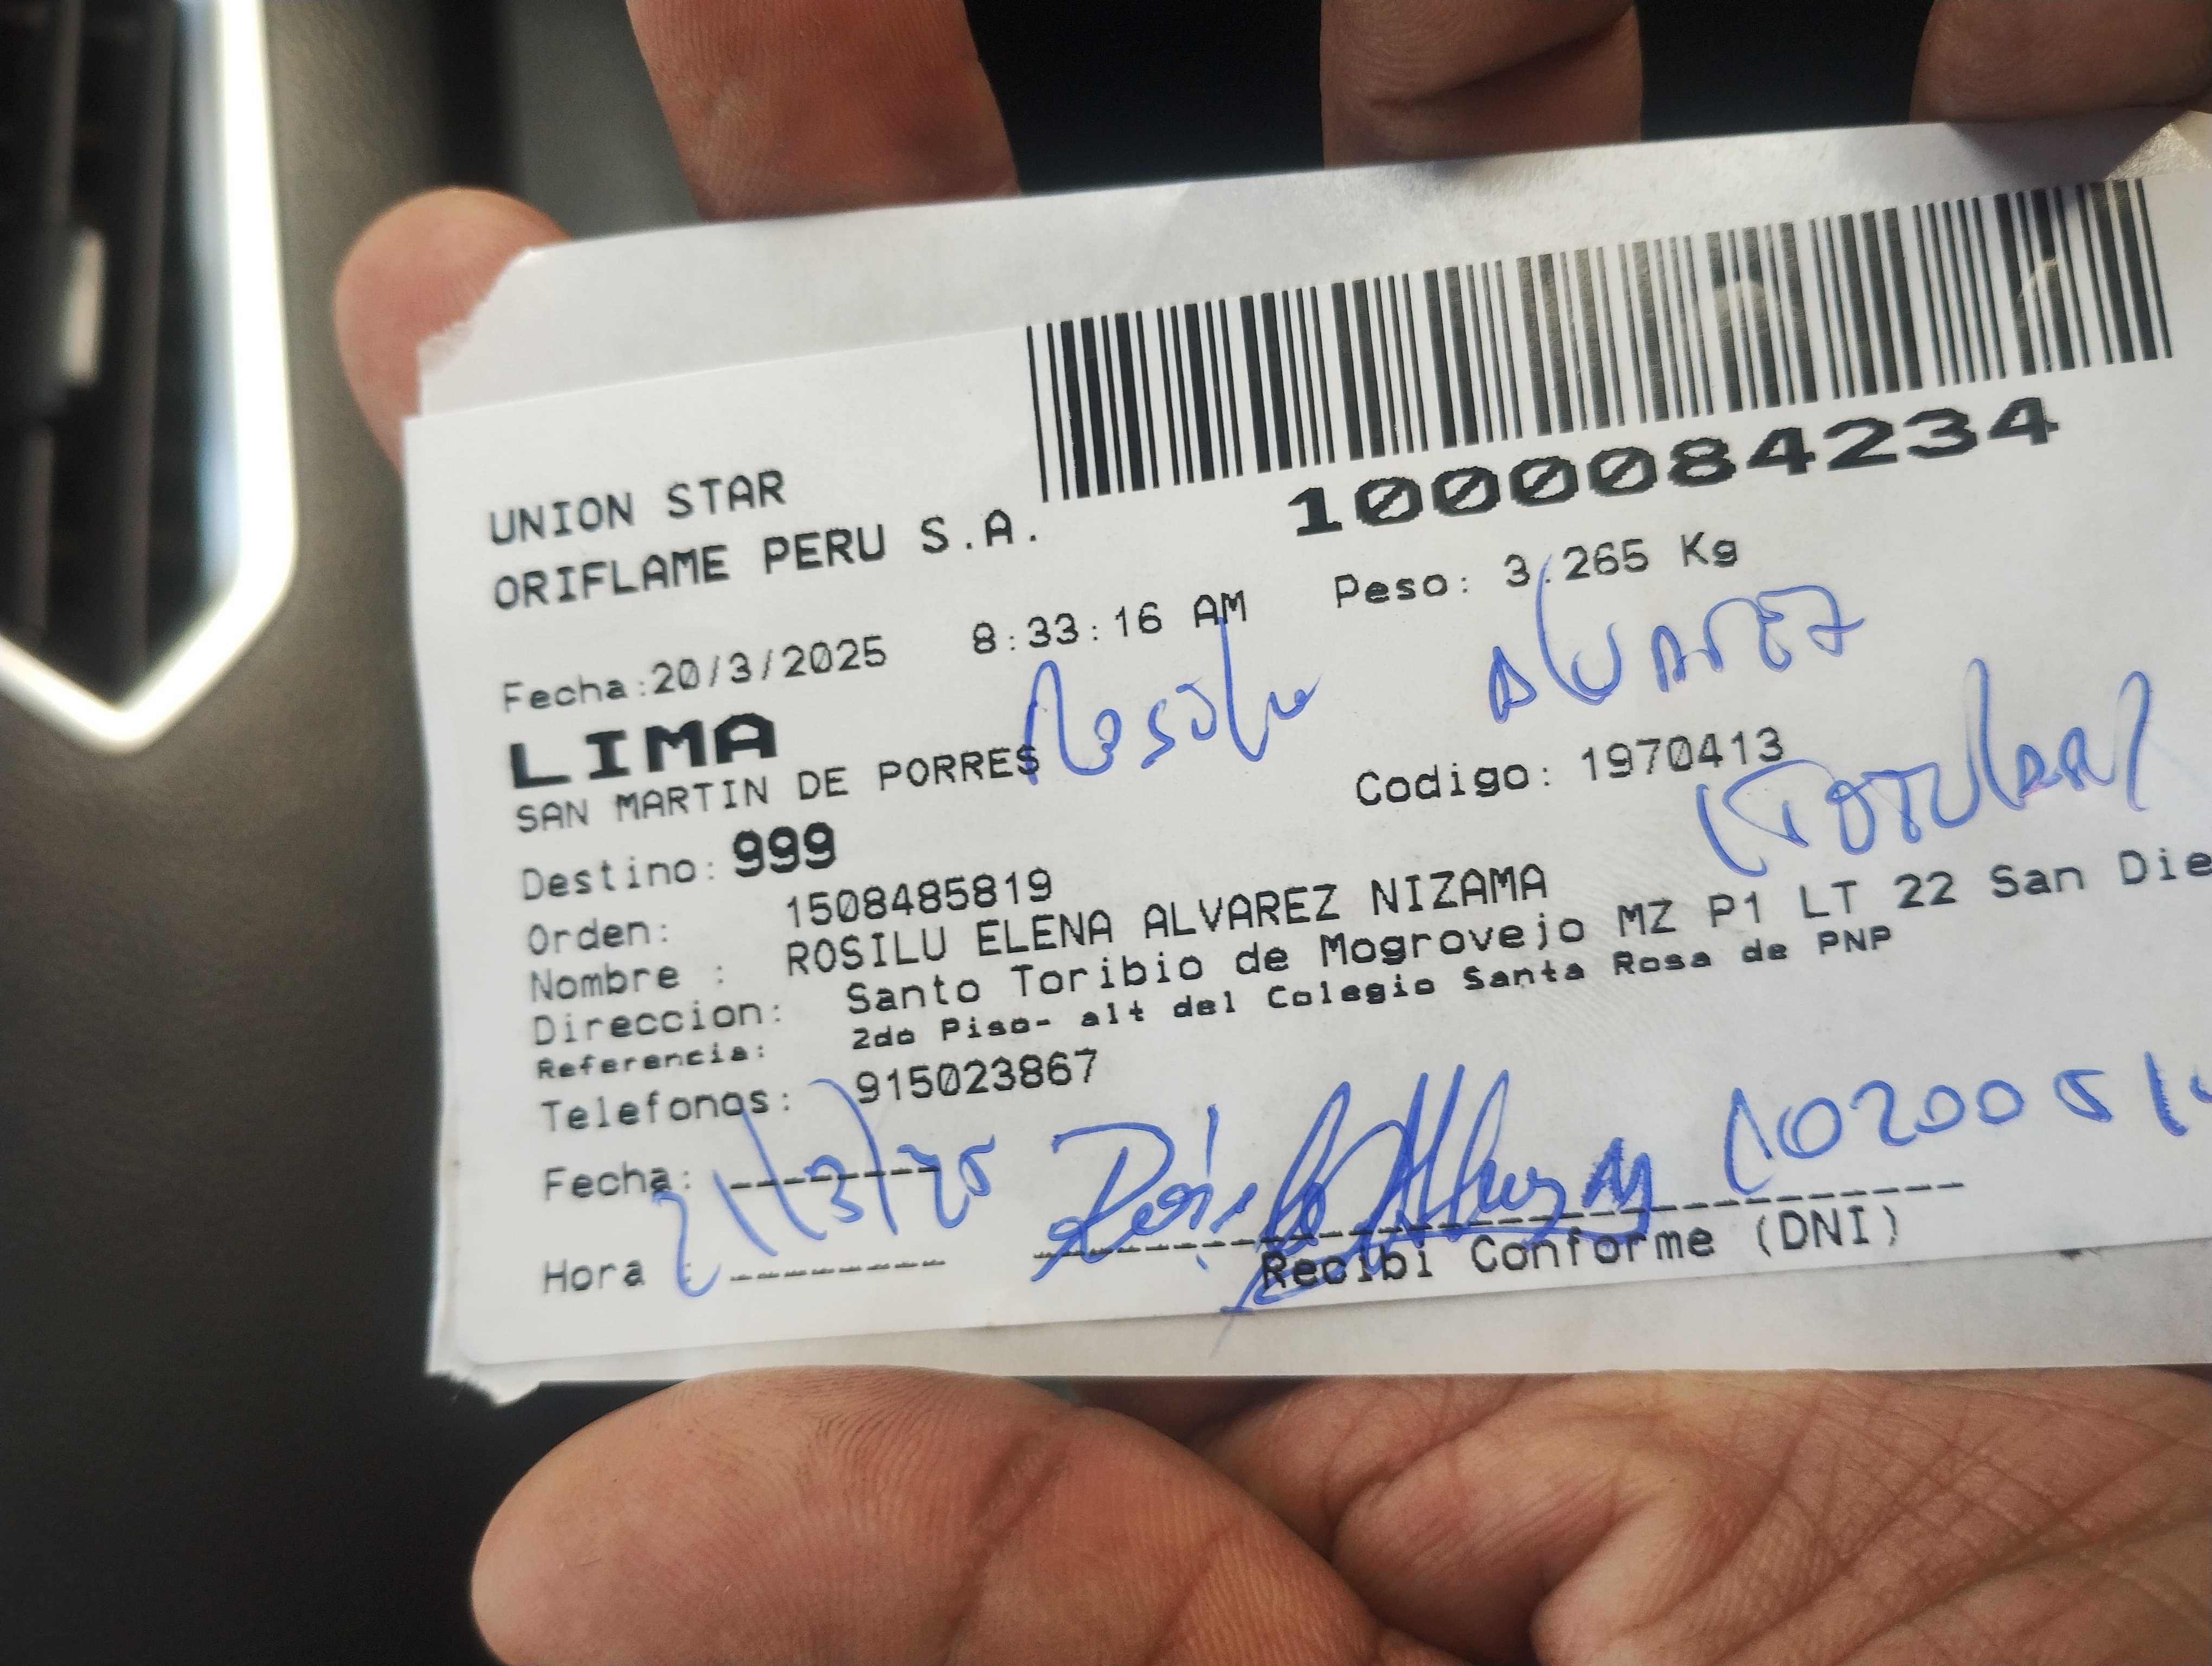 UNION STAR
ORIFLAME PERU S.A.
1000084234
Fecha:20/3/2025 8:33:16 AM Peso: 3.265 Kg
Rosilu ALVAREZ
LIMA
SAN MARTIN DE PORRES
Codigo: 1970413
(Titular)
Destino: 999
Orden: 1508485819
Nombre : ROSILU ELENA ALVAREZ NIZAMA
Direccion: Santo Toribio de Mogrovejo MZ P1 LT 22 San Die
Referencia: 2do Piso- alt del Colegio Santa Rosa de PNP
Telefonos: 915023867
Fecha: 21/3/25
Hora :
Recibi Conforme (DNI)